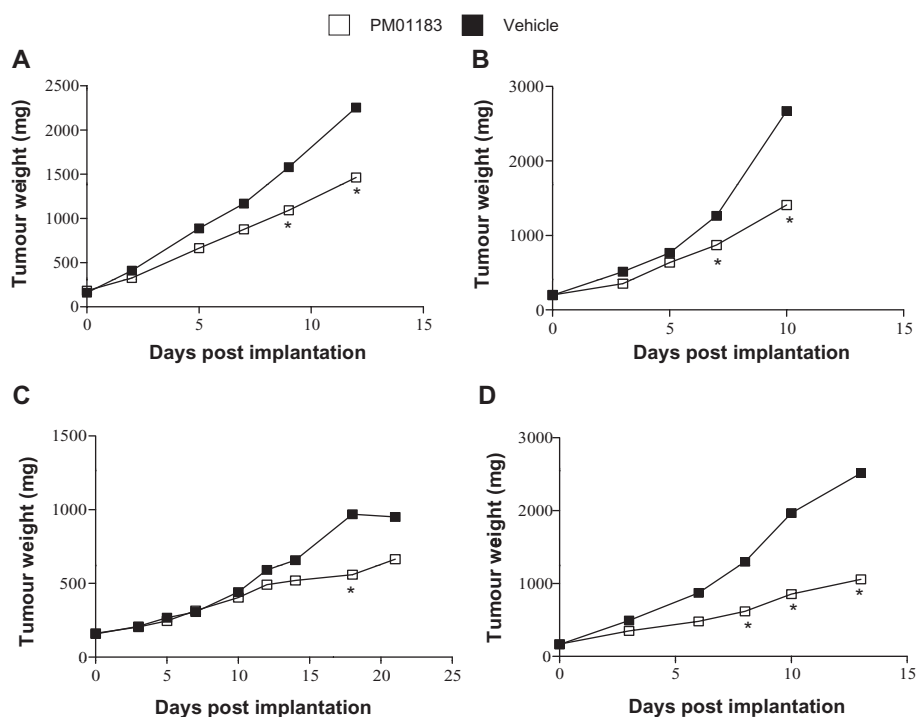 PM01183 Vehicle
A
Tumour weight (mg)
2500
2000
1500
1000
500
0
*
*
0 5 10 15
Days post implantation
B
Tumour weight (mg)
3000
2000
1000
0
*
*
0 5 10 15
Days post implantation
C
Tumour weight (mg)
1500
1000
500
0
*
0 5 10 15 20 25
Days post implantation
D
Tumour weight (mg)
3000
2000
1000
0
*
*
*
0 5 10 15
Days post implantation